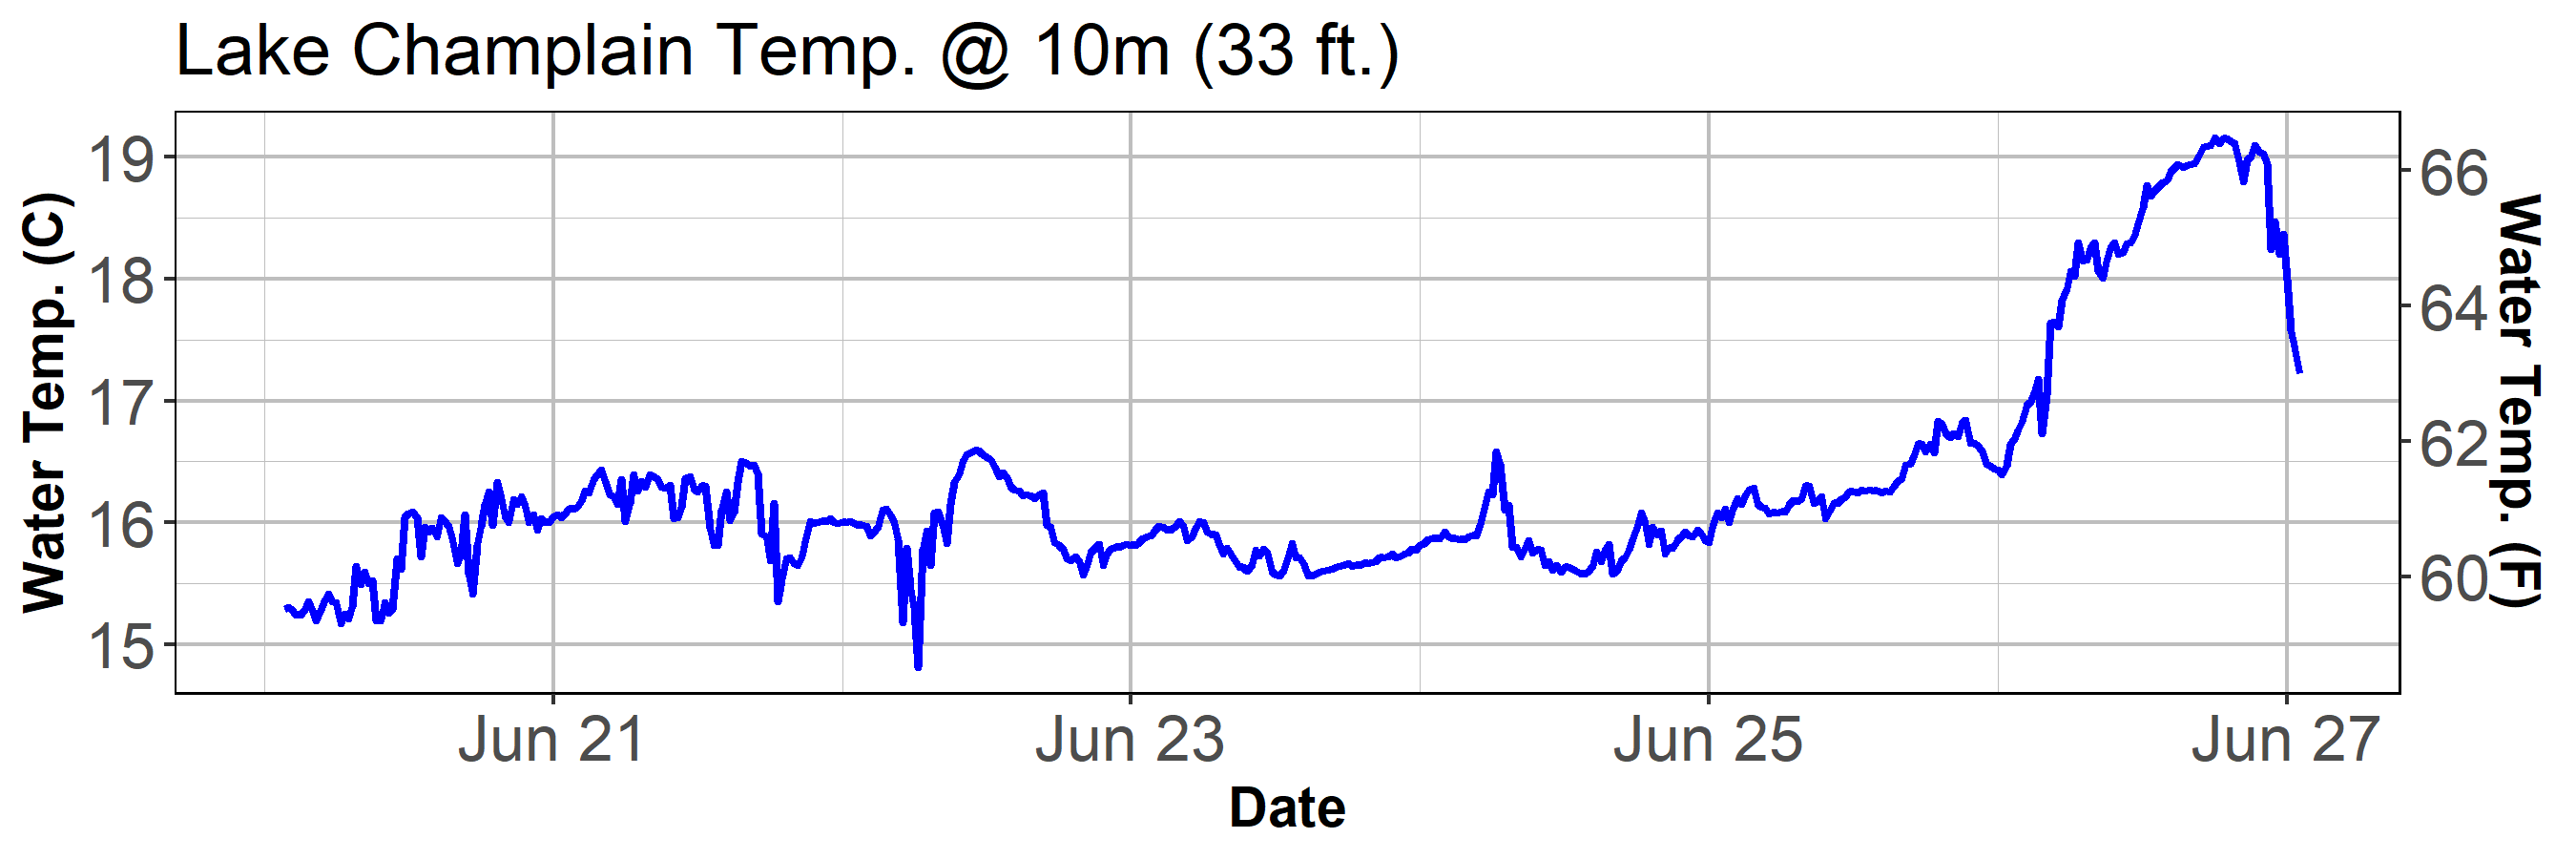 Lake Champlain Temp. @ 10m (33 ft.)
Water Temp. (C)
19
18
17
16
15
66
64
62
60
Water Temp. (F)
Jun 21
Jun 23
Jun 25
Jun 27
Date